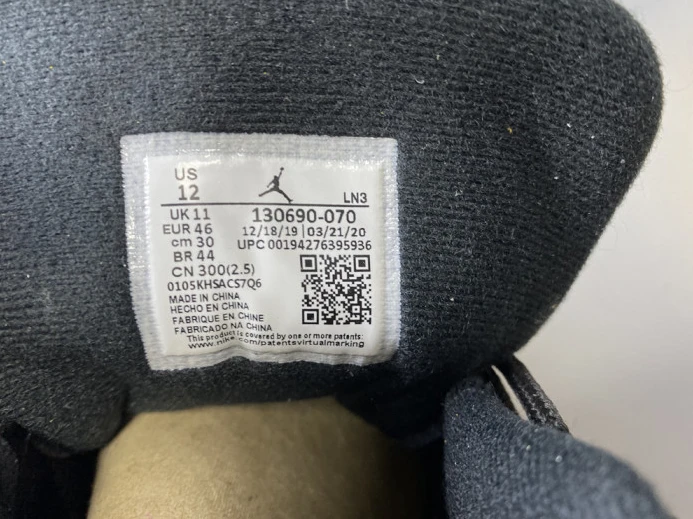 US
12
LN3
UK 11
130690-070
EUR 46
12/18/19 | 03/21/20
cm 30
UPC 00194276395936
BR 44
CN 300(2.5)
0105KHSACS7Q6
MADE IN CHINA
HECHO EN CHINA
FABRIQUE EN CHINE
FABRICADO NA CHINA
This product is covered by one or more patents:
www.nike.com/patentsvirtualmarking